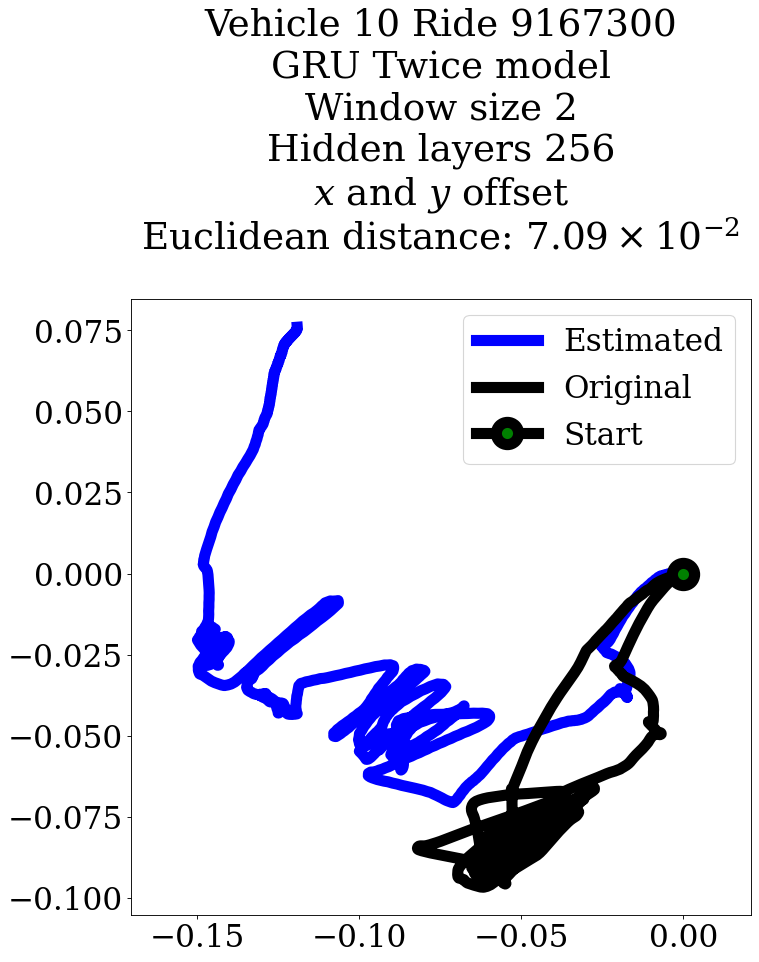 Vehicle 10 Ride 9167300
GRU Twice model
Window size 2
Hidden layers 256
x and y offset
Euclidean distance: 7.09 × 10⁻²
Estimated
Original
Start
0.075
0.050
0.025
0.000
−0.025
−0.050
−0.075
−0.100
−0.15
−0.10
−0.05
0.00